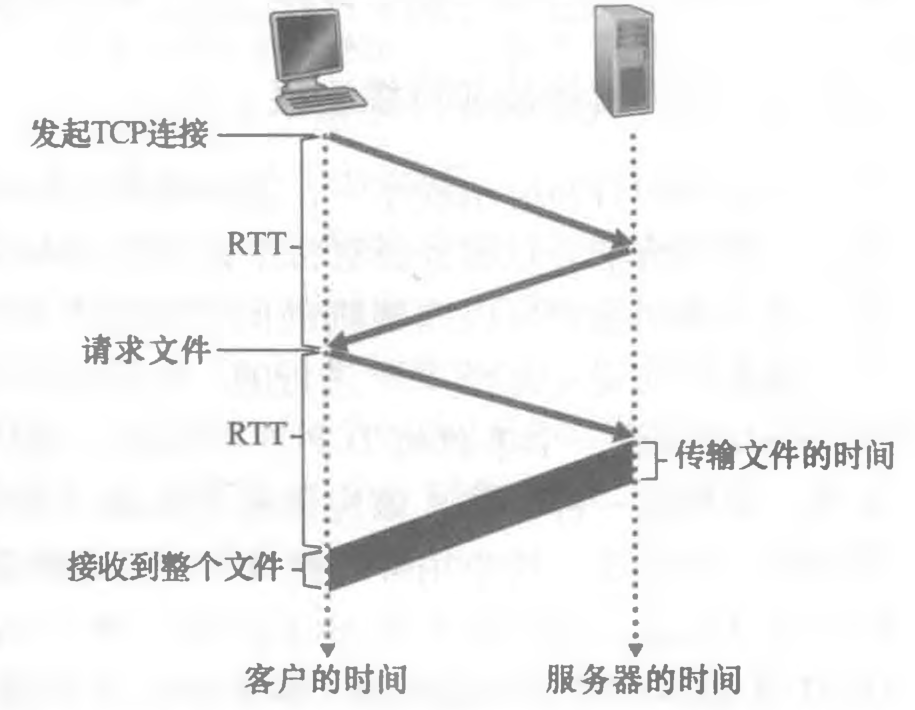 发起TCP连接
RTT
请求文件
RTT
传输文件的时间
接收到整个文件
客户的时间
服务器的时间